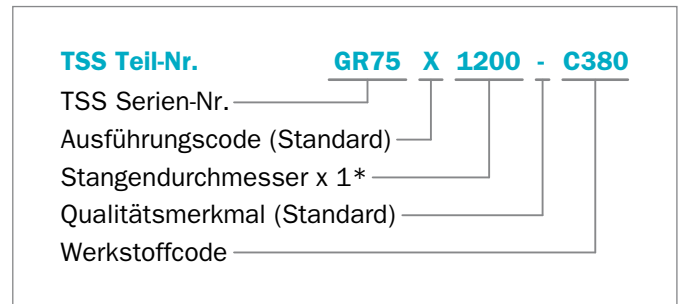 TSS Teil-Nr. GR75 X 1200 - C380
TSS Serien-Nr.
Ausführungscode (Standard)
Stangendurchmesser x 1*
Qualitätsmerkmal (Standard)
Werkstoffcode